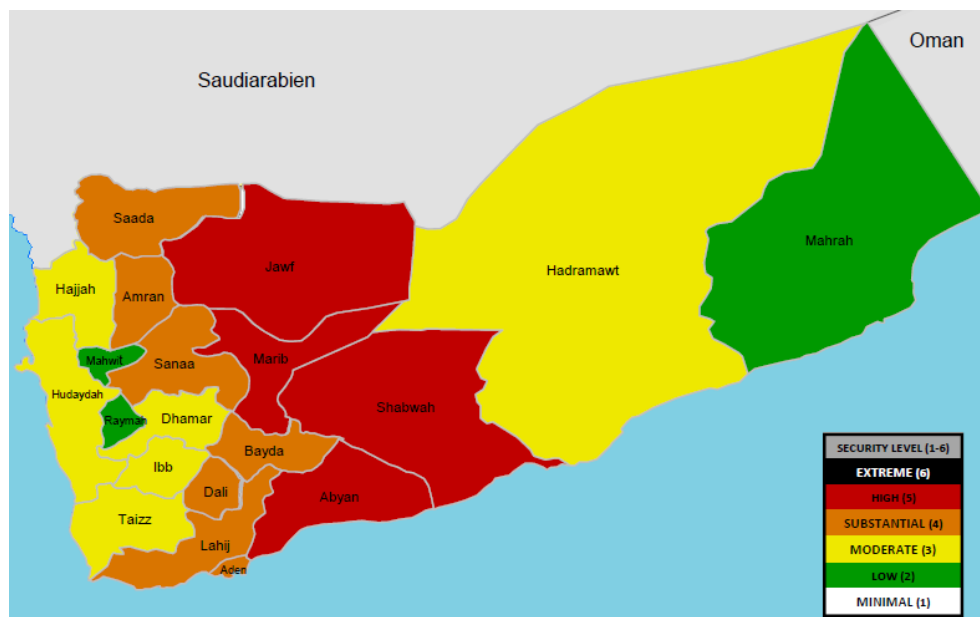 Oman
Saudiarabien
Saada
Mahrah
Jawf
Hadramawt
Hajjah
Amran
Mahwit
Sanaa
Marib
Hudaydah
Shabwah
Raymah
Dhamar
Bayda
Ibb
Dali
Abyan
Taizz
Lahij
Aden
SECURITY LEVEL (1-6)
EXTREME (6)
HIGH (5)
SUBSTANTIAL (4)
MODERATE (3)
LOW (2)
MINIMAL (1)